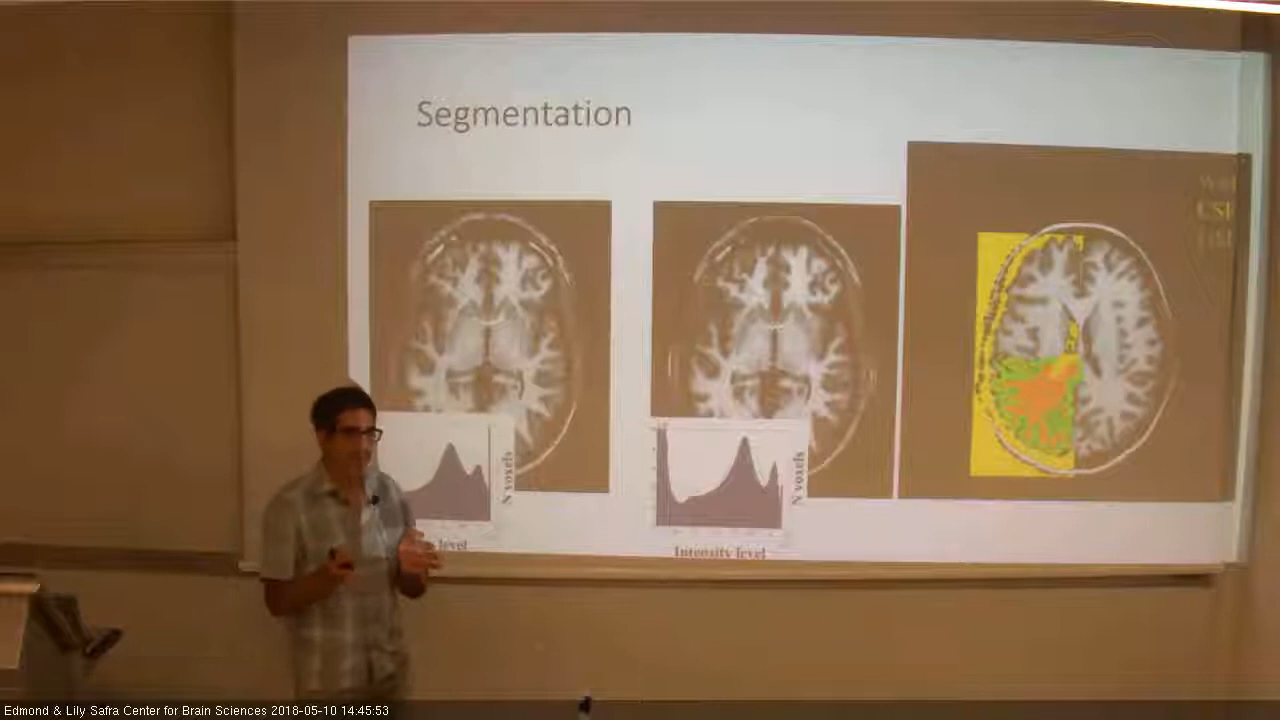 Segmentation
N voxels
level
N voxels
Intensity level
CSF
Edmond & Lily Safra Center for Brain Sciences 2018-05-10 14:45:53